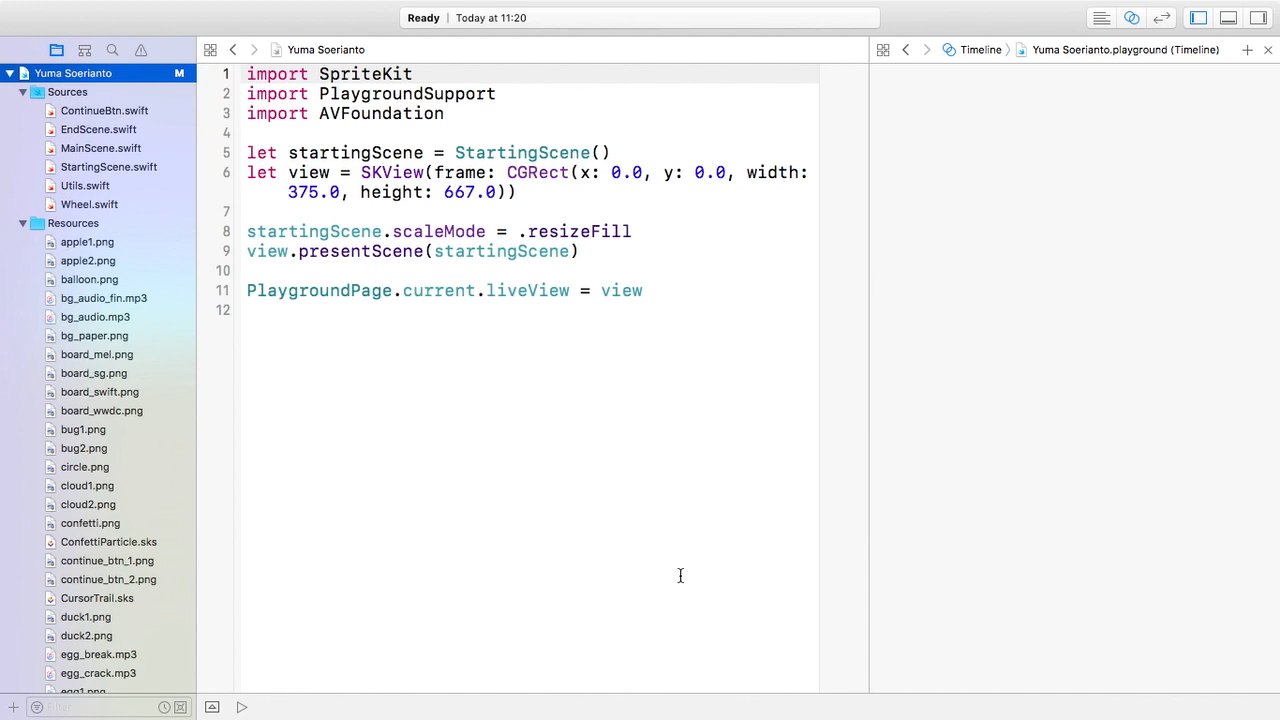 Ready | Today at 11:20
Yuma Soerianto
Timeline
Yuma Soerianto.playground (Timeline)
Yuma Soerianto M
Sources
ContinueBtn.swift
EndScene.swift
MainScene.swift
StartingScene.swift
Utils.swift
Wheel.swift
Resources
apple1.png
apple2.png
balloon.png
bg_audio_fin.mp3
bg_audio.mp3
bg_paper.png
board_mel.png
board_sg.png
board_swift.png
board_wwdc.png
bug1.png
bug2.png
circle.png
cloud1.png
cloud2.png
confetti.png
ConfettiParticle.sks
continue_btn_1.png
continue_btn_2.png
CursorTrail.sks
duck1.png
duck2.png
egg_break.mp3
egg_crack.mp3
egg1.png
Filter
1 import SpriteKit
2 import PlaygroundSupport
3 import AVFoundation
4
5 let startingScene = StartingScene()
6 let view = SKView(frame: CGRect(x: 0.0, y: 0.0, width:
375.0, height: 667.0))
7
8 startingScene.scaleMode = .resizeFill
9 view.presentScene(startingScene)
10
11 PlaygroundPage.current.liveView = view
12